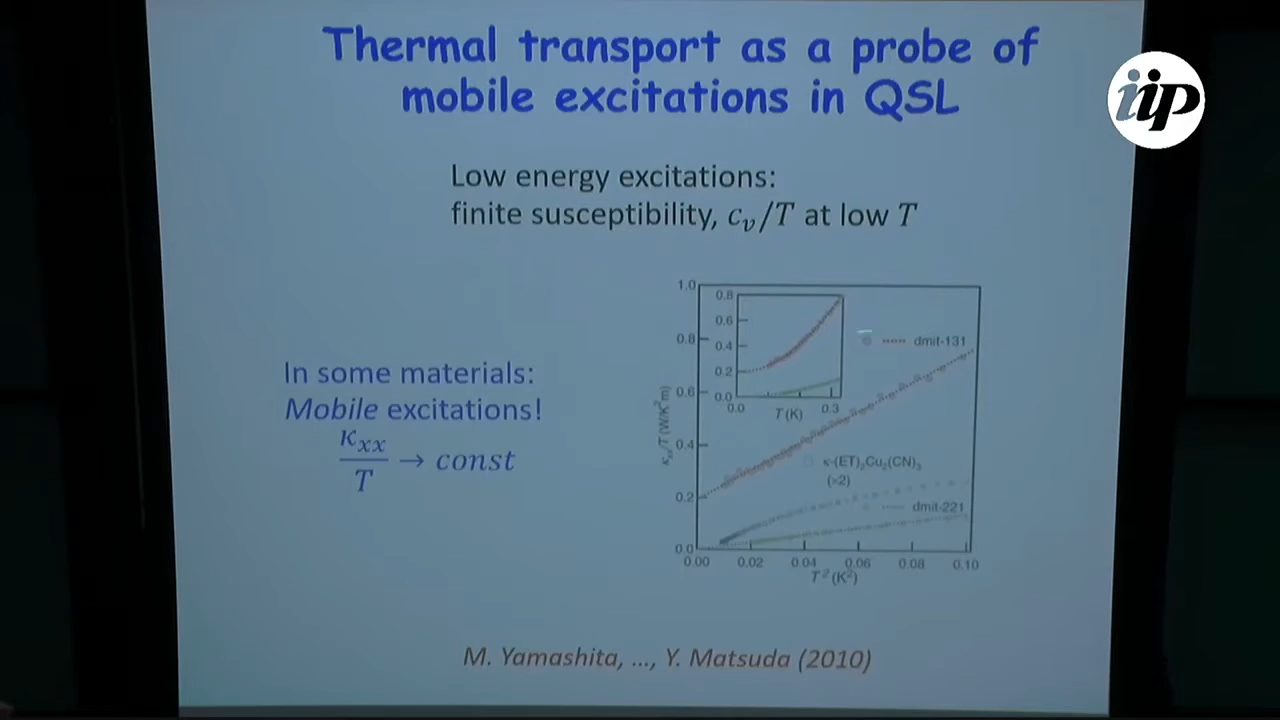 Thermal transport as a probe of
mobile excitations in QSL
iip
Low energy excitations:
finite susceptibility, c_v/T at low T
In some materials:
Mobile excitations!
κ_xx/T → const
1.0
0.8
0.6
0.4
0.2
0.0
κ_xx/T (W/K²m)
0.00 0.02 0.04 0.06 0.08 0.10
T² (K²)
0.8
0.6
0.4
0.2
0.0
0.0 0.3
T (K)
dmit-131
κ-(ET)₂Cu₂(CN)₃
(×2)
dmit-221
M. Yamashita, ..., Y. Matsuda (2010)